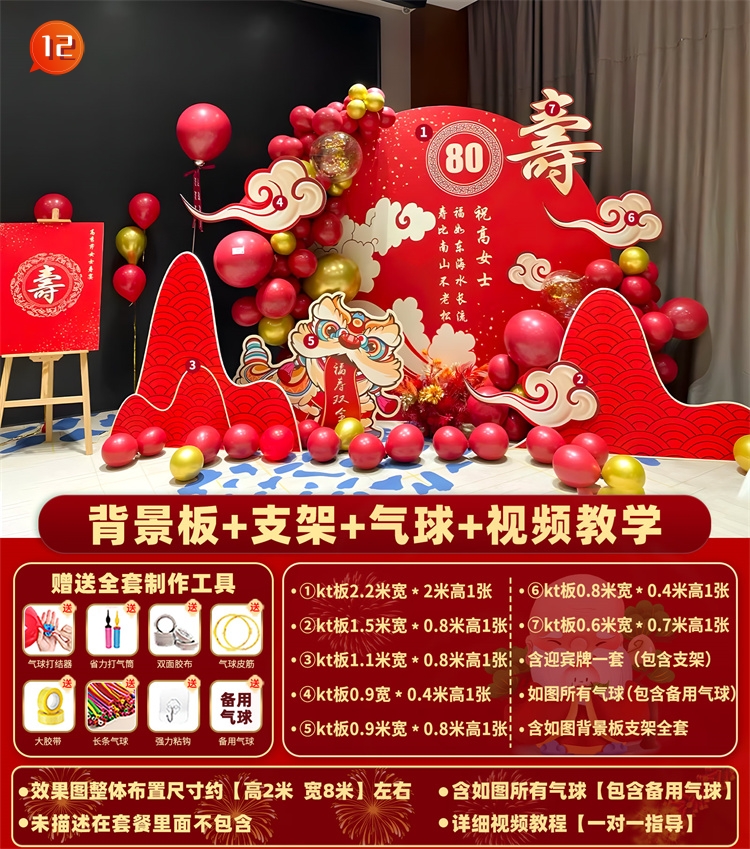 12
7
寿
1
80
祝高女士
福如东海水长流
寿比南山不老松
4
6
寿
5
福寿双全
3
2
背景板+支架+气球+视频教学
赠送全套制作工具
送
送
送
送
气球打结器
省力打气筒
双面胶布
气球皮筋
送
送
送
送
备用
气球
大胶带
长条气球
强力粘钩
备用气球
·①kt板2.2米宽*2米高1张
·②kt板1.5米宽*0.8米高1张
·③kt板1.1米宽*0.8米高1张
·④kt板0.9宽*0.4米高1张
·⑤kt板0.9米宽*0.8米高1张
·⑥kt板0.8米宽*0.4米高1张
·⑦kt板0.6米宽*0.7米高1张
·含迎宾牌一套（包含支架）
·如图所有气球（包含备用气球）
·含如图背景板支架全套
●效果图整体布置尺寸约【高2米 宽8米】左右
●未描述在套餐里面不包含
●含如图所有气球【包含备用气球】
●详细视频教程【一对一指导】